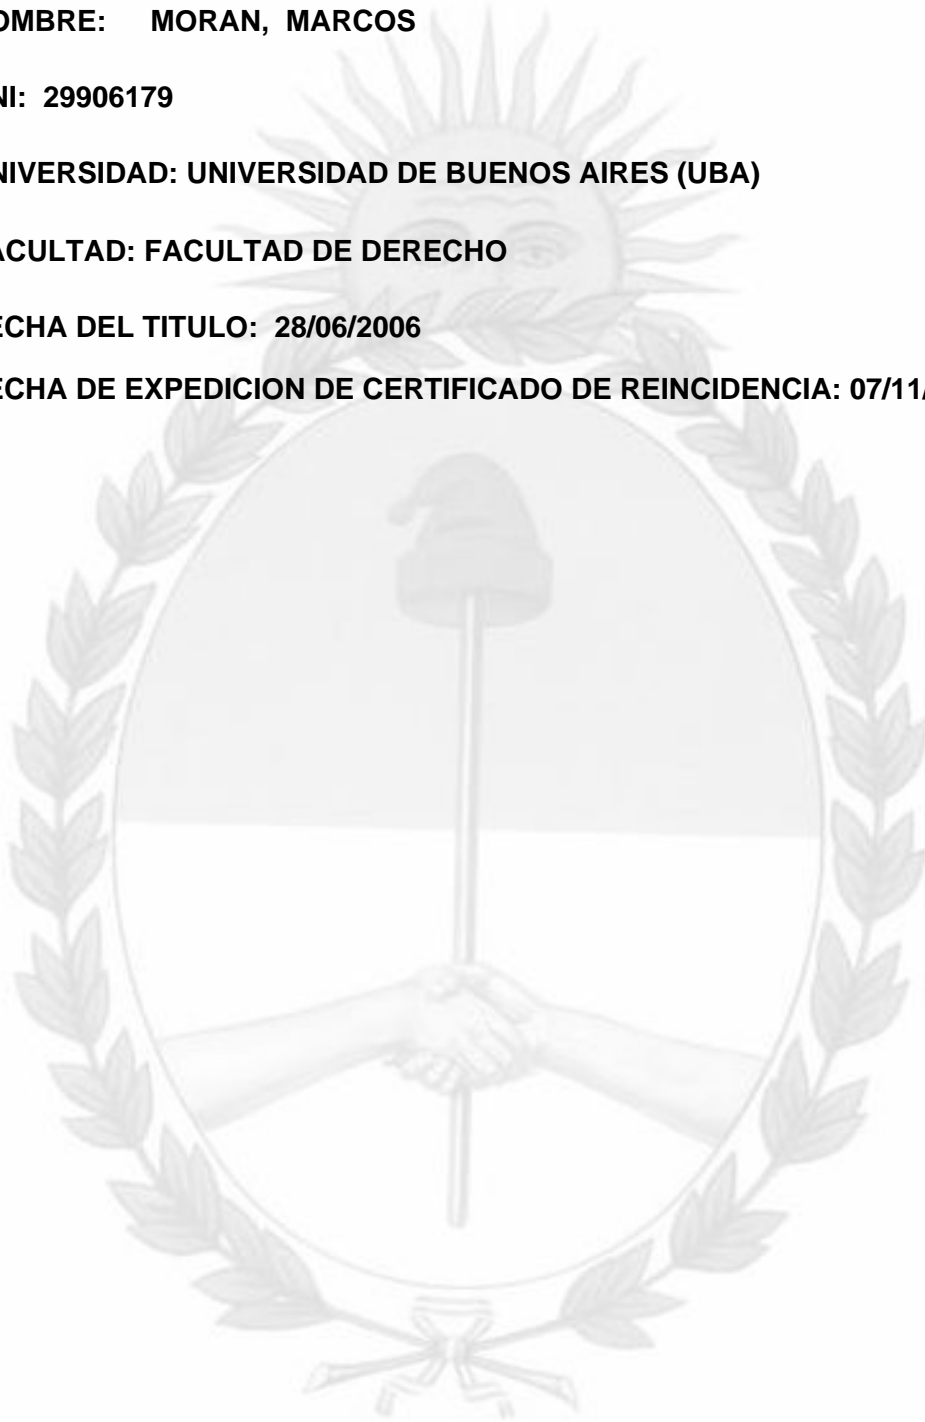 OMBRE: MORAN, MARCOS
NI: 29906179
NIVERSIDAD: UNIVERSIDAD DE BUENOS AIRES (UBA)
ACULTAD: FACULTAD DE DERECHO
ECHA DEL TITULO: 28/06/2006
ECHA DE EXPEDICION DE CERTIFICADO DE REINCIDENCIA: 07/11/